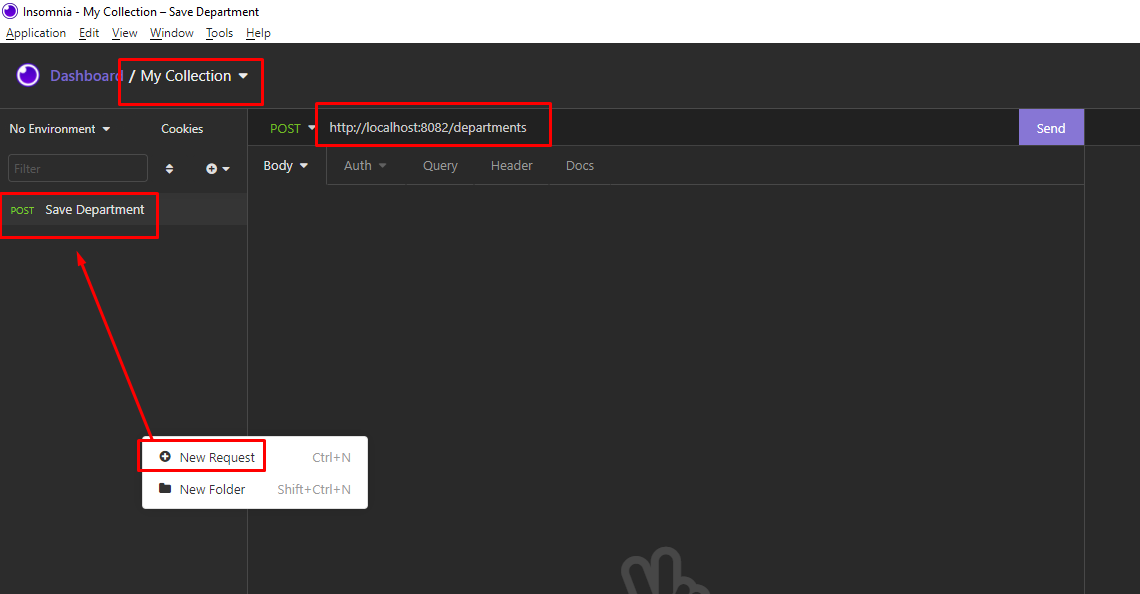 Insomnia - My Collection – Save Department
Application Edit View Window Tools Help
Dashboard / My Collection
No Environment Cookies POST http://localhost:8082/departments Send
Filter Body Auth Query Header Docs
POST Save Department
New Request Ctrl+N
New Folder Shift+Ctrl+N